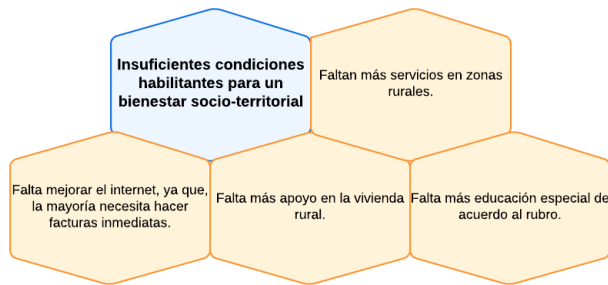 Insuficientes condiciones
habilitantes para un
bienestar socio-territorial
Faltan más servicios en zonas
rurales.
Falta mejorar el internet, ya que,
la mayoría necesita hacer
facturas inmediatas.
Falta más apoyo en la vivienda
rural.
Falta más educación especial de
acuerdo al rubro.